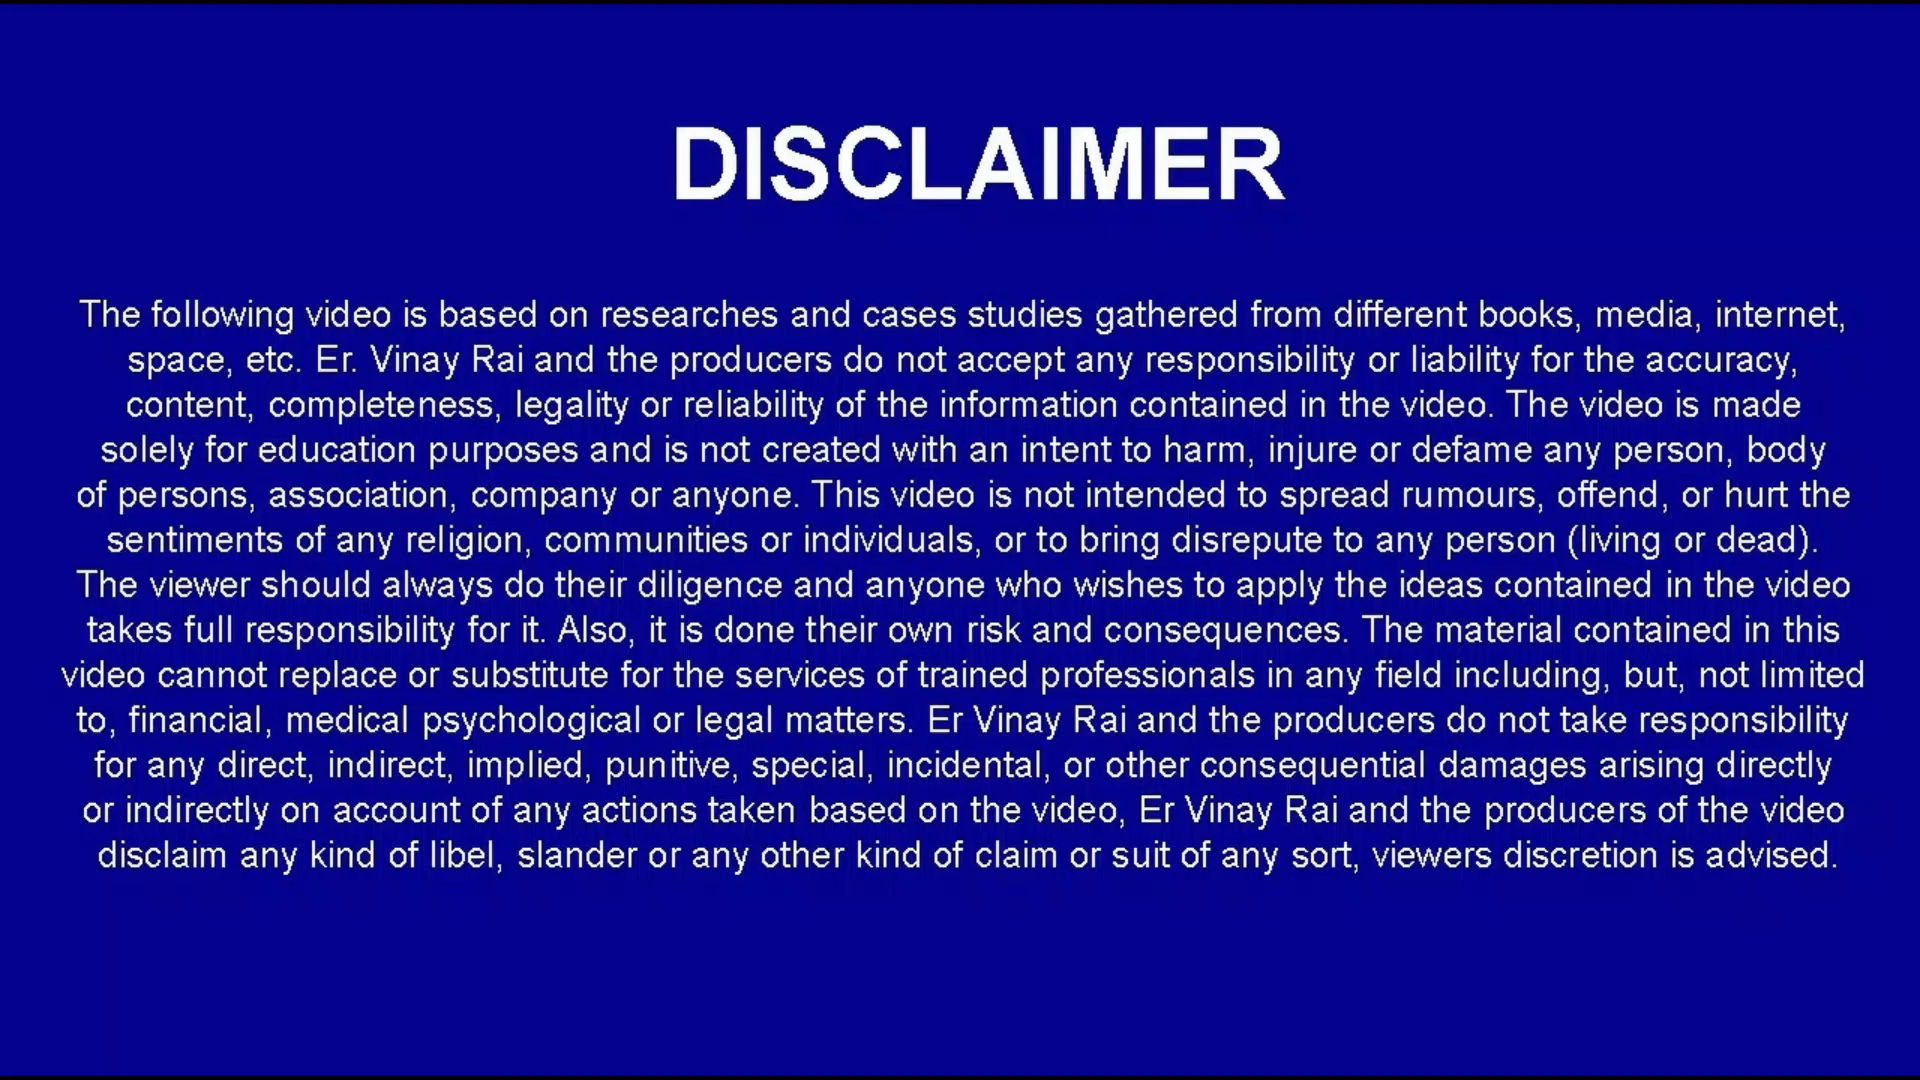 DISCLAIMER
The following video is based on researches and cases studies gathered from different books, media, internet,
space, etc. Er. Vinay Rai and the producers do not accept any responsibility or liability for the accuracy,
content, completeness, legality or reliability of the information contained in the video. The video is made
solely for education purposes and is not created with an intent to harm, injure or defame any person, body
of persons, association, company or anyone. This video is not intended to spread rumours, offend, or hurt the
sentiments of any religion, communities or individuals, or to bring disrepute to any person (living or dead).
The viewer should always do their diligence and anyone who wishes to apply the ideas contained in the video
takes full responsibility for it. Also, it is done their own risk and consequences. The material contained in this
video cannot replace or substitute for the services of trained professionals in any field including, but, not limited
to, financial, medical psychological or legal matters. Er Vinay Rai and the producers do not take responsibility
for any direct, indirect, implied, punitive, special, incidental, or other consequential damages arising directly
or indirectly on account of any actions taken based on the video, Er Vinay Rai and the producers of the video
disclaim any kind of libel, slander or any other kind of claim or suit of any sort, viewers discretion is advised.